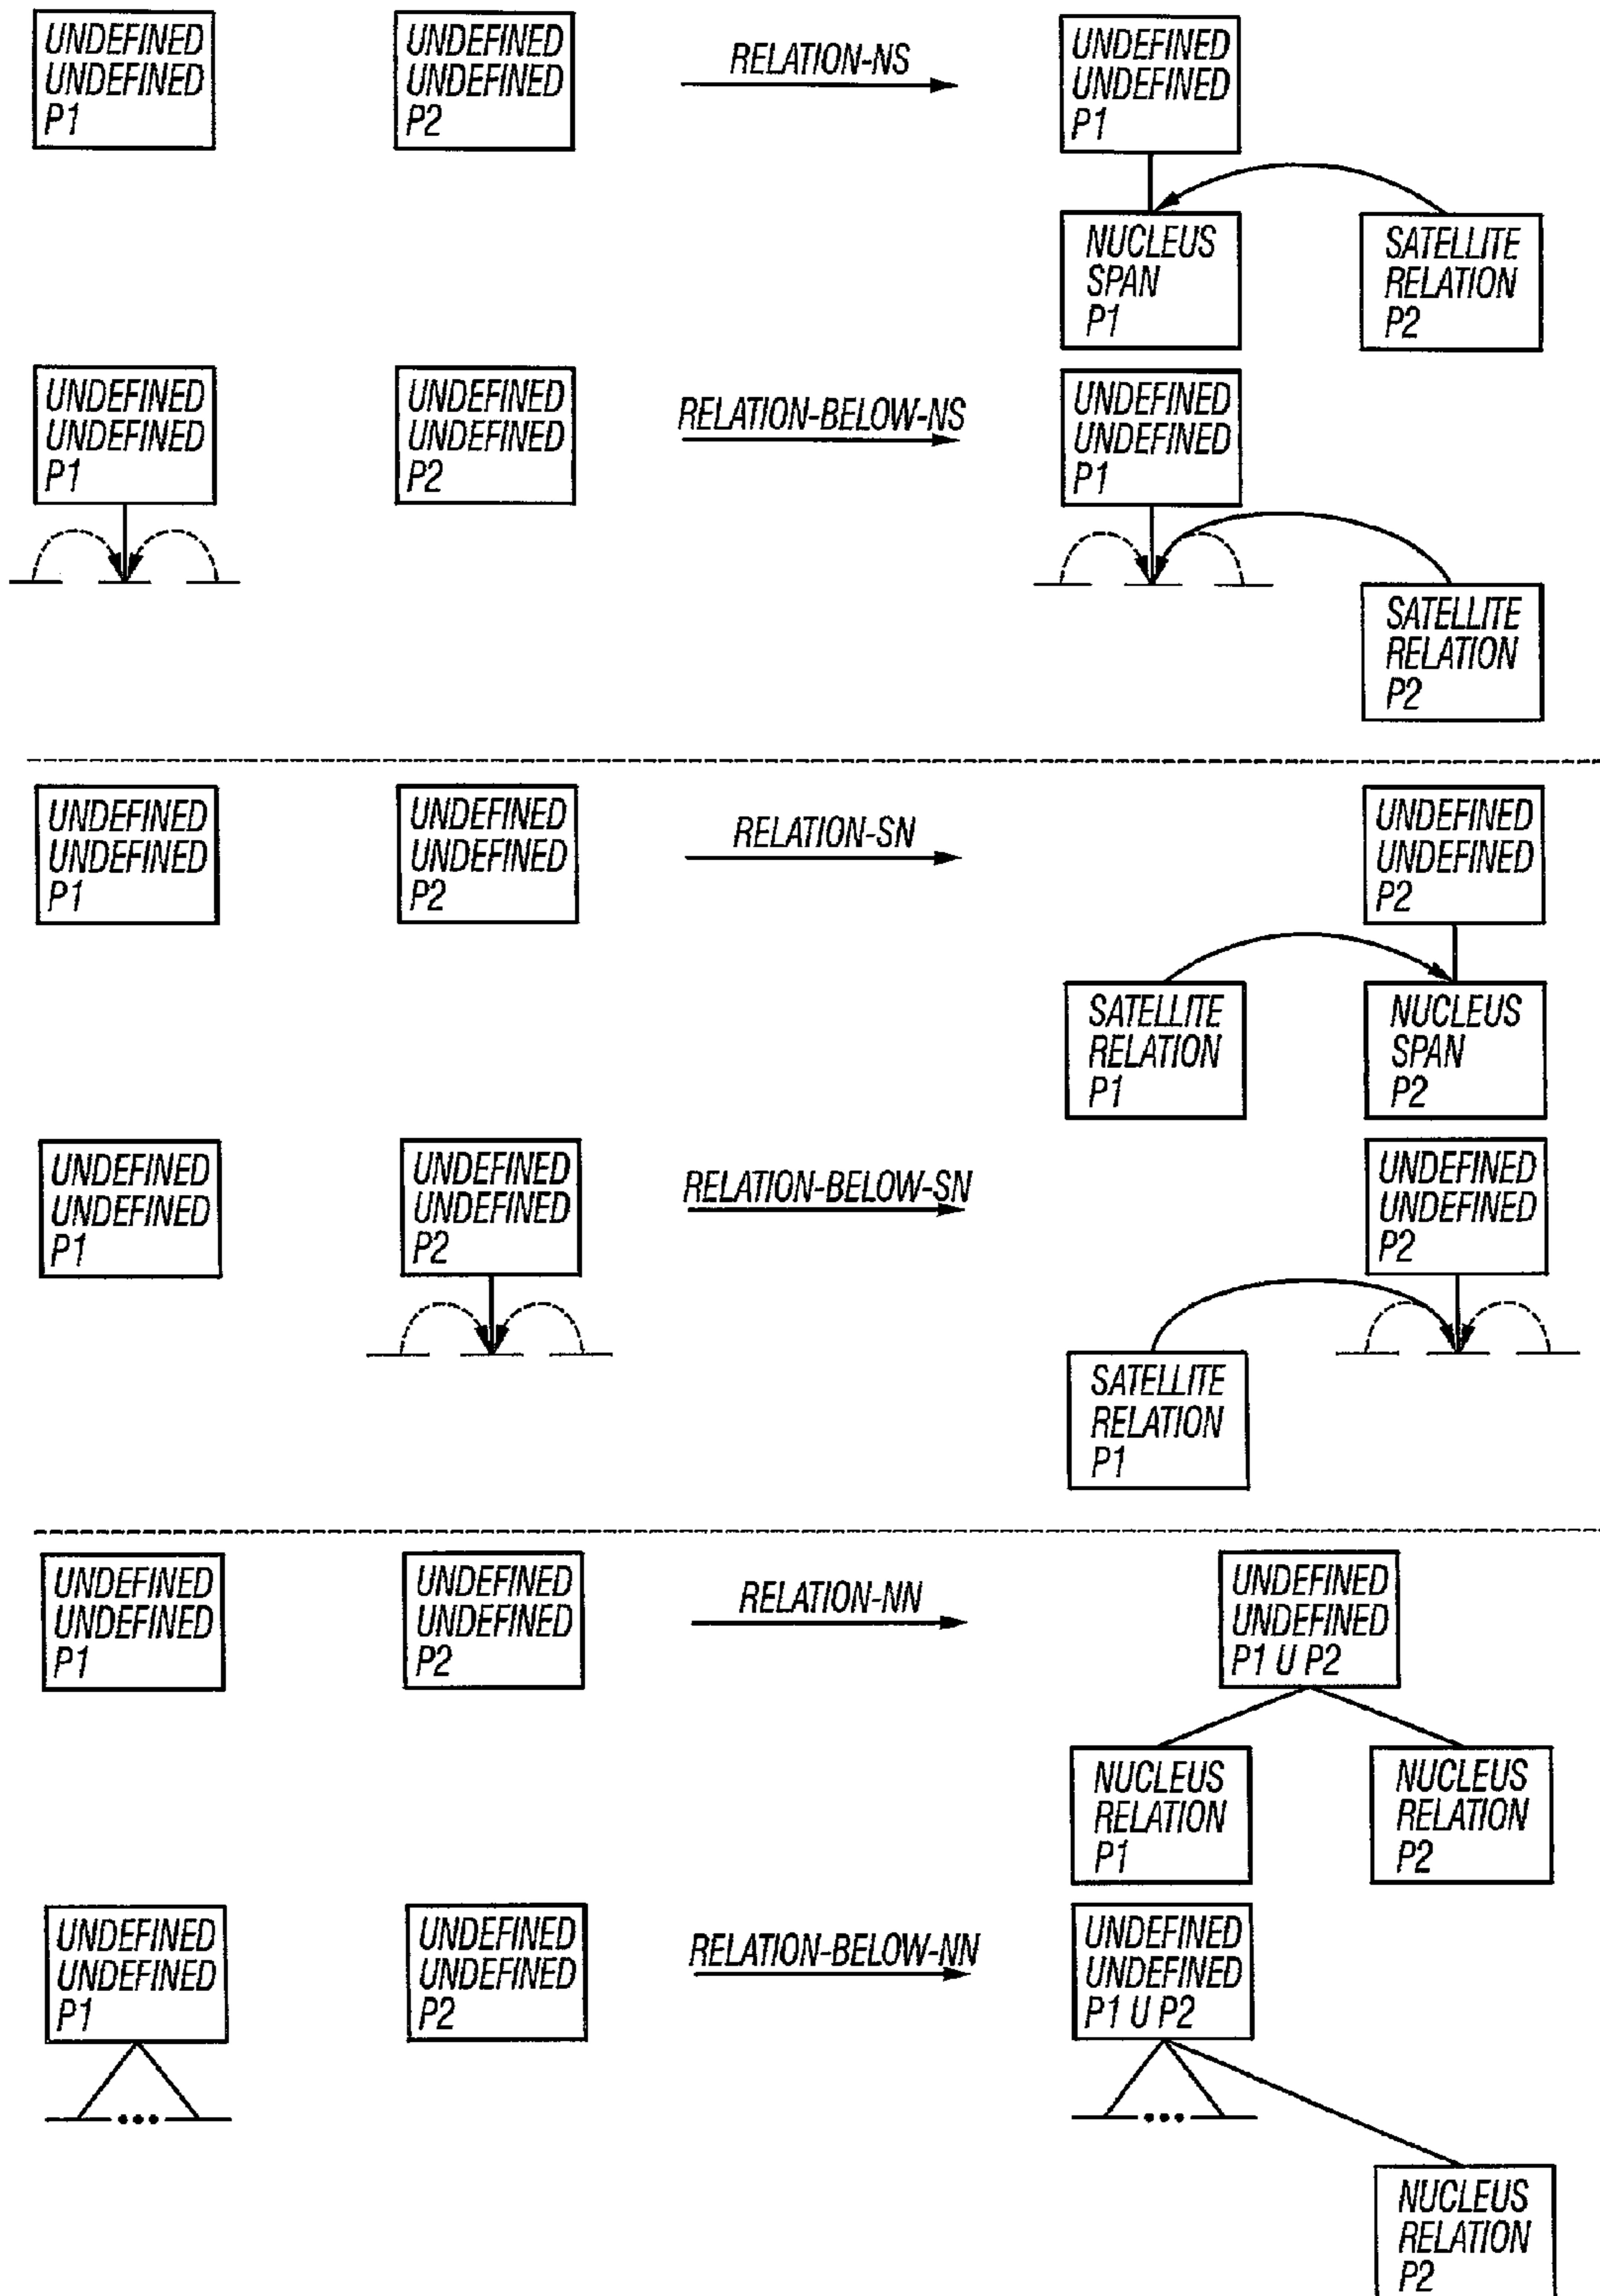 UNDEFINED
UNDEFINED
P1
UNDEFINED
UNDEFINED
P2
RELATION-NS
UNDEFINED
UNDEFINED
P1
NUCLEUS
SPAN
P1
SATELLITE
RELATION
P2
UNDEFINED
UNDEFINED
P1
UNDEFINED
UNDEFINED
P2
RELATION-BELOW-NS
UNDEFINED
UNDEFINED
P1
SATELLITE
RELATION
P2
UNDEFINED
UNDEFINED
P1
UNDEFINED
UNDEFINED
P2
RELATION-SN
UNDEFINED
UNDEFINED
P2
SATELLITE
RELATION
P1
NUCLEUS
SPAN
P2
UNDEFINED
UNDEFINED
P1
UNDEFINED
UNDEFINED
P2
RELATION-BELOW-SN
UNDEFINED
UNDEFINED
P2
SATELLITE
RELATION
P1
UNDEFINED
UNDEFINED
P1
UNDEFINED
UNDEFINED
P2
RELATION-NN
UNDEFINED
UNDEFINED
P1 U P2
NUCLEUS
RELATION
P1
NUCLEUS
RELATION
P2
UNDEFINED
UNDEFINED
P1
UNDEFINED
UNDEFINED
P2
RELATION-BELOW-NN
UNDEFINED
UNDEFINED
P1 U P2
NUCLEUS
RELATION
P2